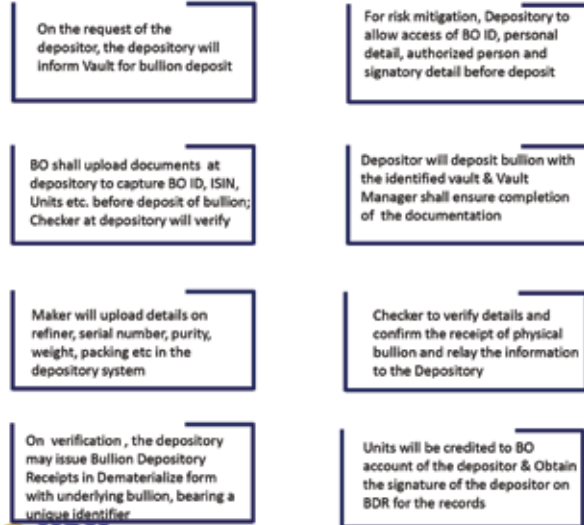 On the request of the
depositor, the depository will
inform Vault for bullion deposit
For risk mitigation, Depository to
allow access of BO ID, personal
detail, authorized person and
signatory detail before deposit
BO shall upload documents at
depository to capture BO ID, ISIN,
Units etc. before deposit of bullion;
Checker at depository will verify
Depositor will deposit bullion with
the identified vault & Vault
Manager shall ensure completion
of the documentation
Maker will upload details on
refiner, serial number, purity,
weight, packing etc in the
depository system
Checker to verify details and
confirm the receipt of physical
bullion and relay the information
to the Depository
On verification , the depository
may issue Bullion Depository
Receipts in Dematerialize form
with underlying bullion, bearing a
unique identifier
Units will be credited to BO
account of the depositor & Obtain
the signature of the depositor on
BDR for the records